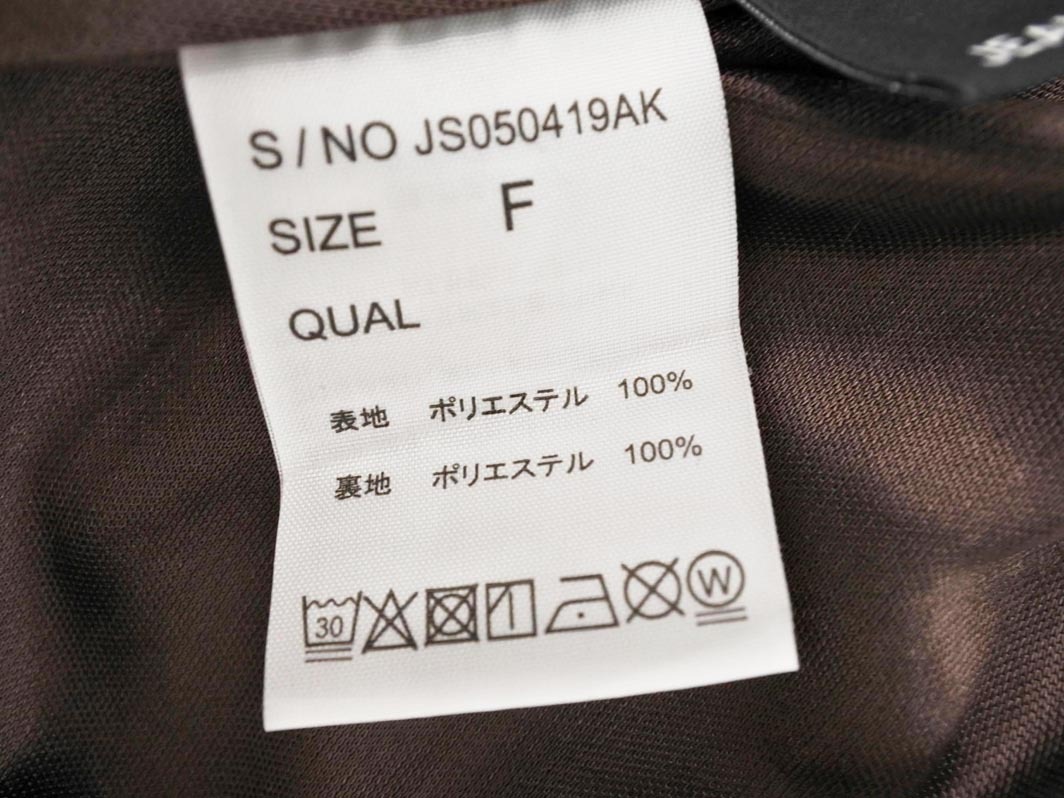 S / NO JS050419AK
SIZE F
QUAL
表地 ポリエステル 100%
裏地 ポリエステル 100%
30
W